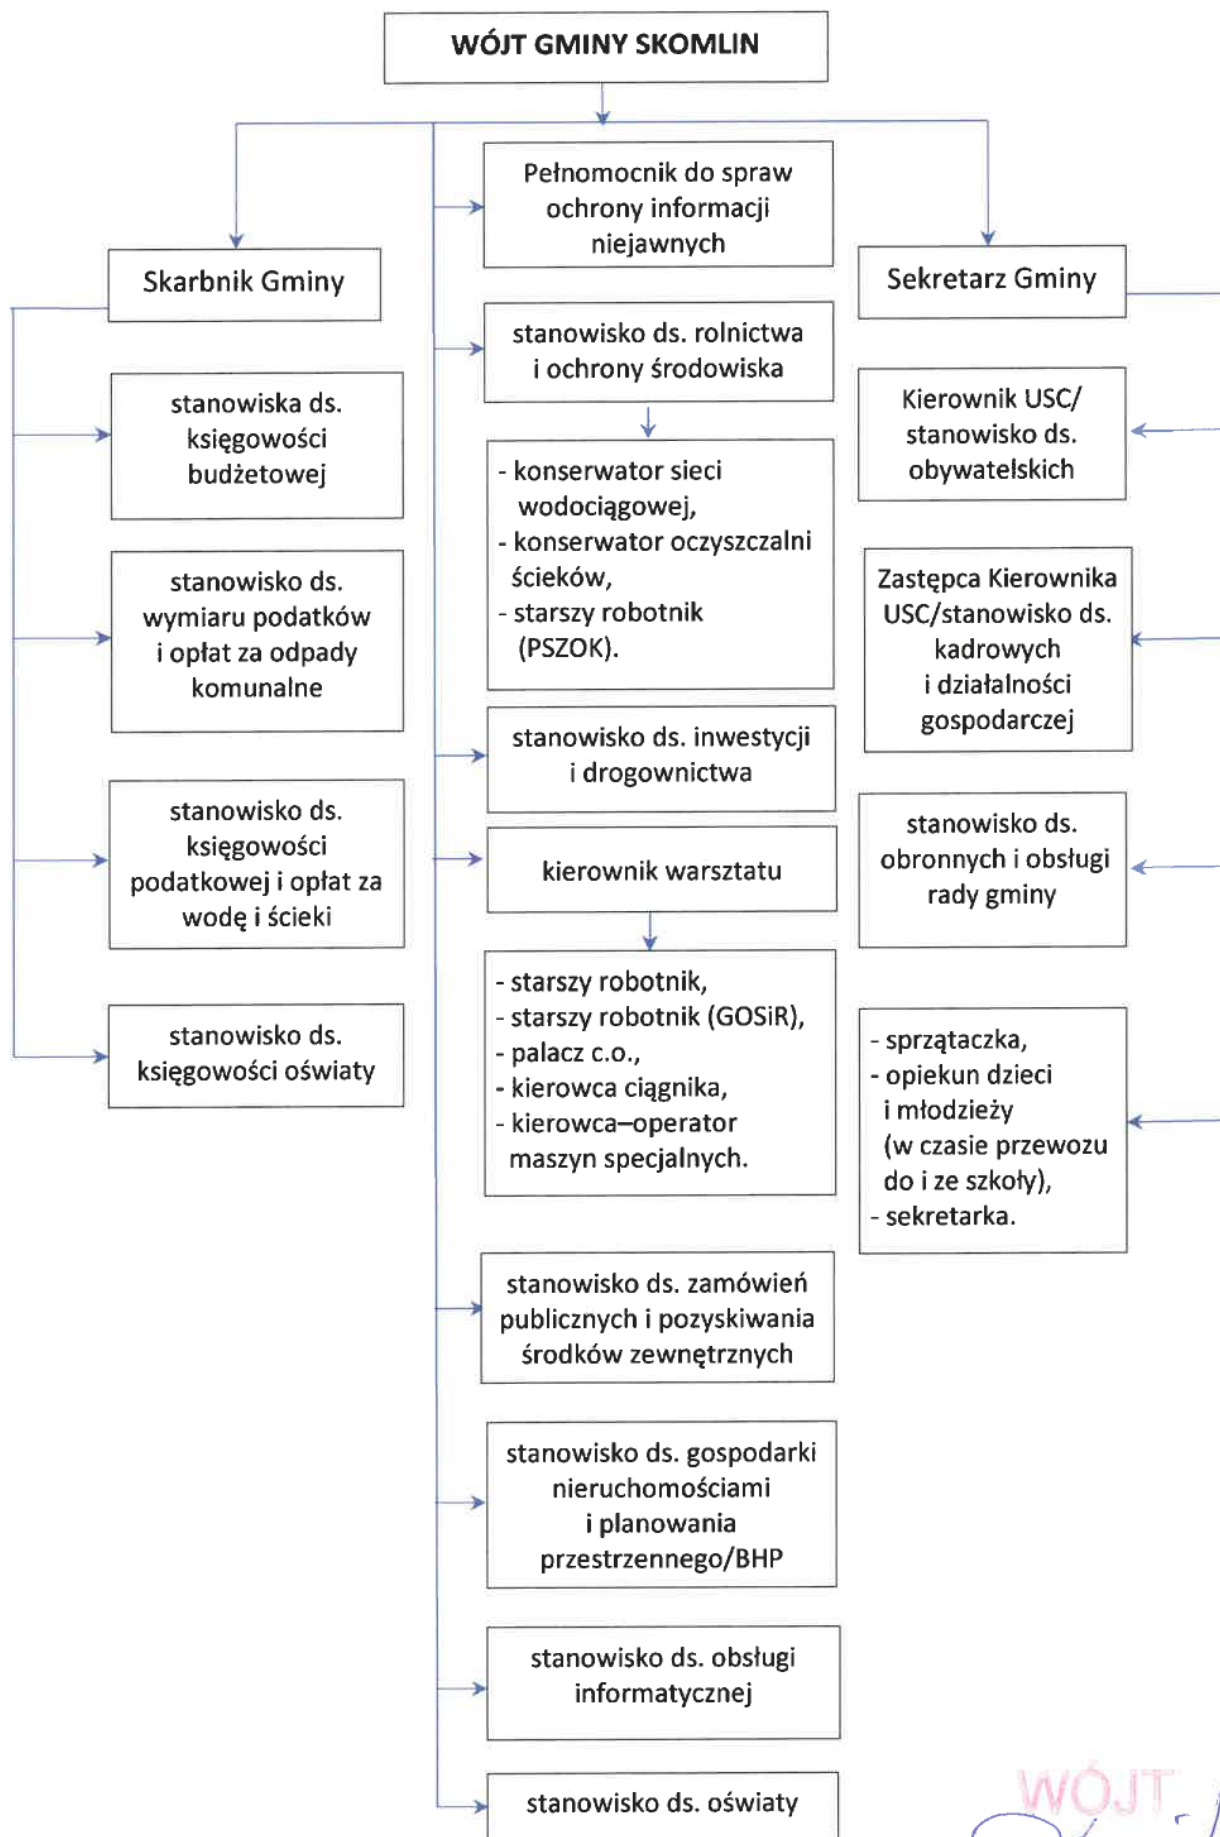 WÓJT GMINY SKOMLIN
Skarbnik Gminy
stanowiska ds.
księgowości
budżetowej
stanowisko ds.
wymiaru podatków
i opłat za odpady
komunalne
stanowisko ds.
księgowości
podatkowej i opłat za
wodę i ścieki
stanowisko ds.
księgowości oświaty
Pełnomocnik do spraw
ochrony informacji
niejawnych
stanowisko ds. rolnictwa
i ochrony środowiska
- konserwator sieci
wodociągowej,
- konserwator oczyszczalni
ścieków,
- starszy robotnik
(PSZOK).
stanowisko ds. inwestycji
i drogownictwa
kierownik warsztatu
- starszy robotnik,
- starszy robotnik (GOSiR),
- palacz c.o.,
- kierowca ciągnika,
- kierowca–operator
maszyn specjalnych.
stanowisko ds. zamówień
publicznych i pozyskiwania
środków zewnętrznych
stanowisko ds. gospodarki
nieruchomościami
i planowania
przestrzennego/BHP
stanowisko ds. obsługi
informatycznej
stanowisko ds. oświaty
Sekretarz Gminy
Kierownik USC/
stanowisko ds.
obywatelskich
Zastępca Kierownika
USC/stanowisko ds.
kadrowych
i działalności
gospodarczej
stanowisko ds.
obronnych i obsługi
rady gminy
- sprzątaczka,
- opiekun dzieci
i młodzieży
(w czasie przewozu
do i ze szkoły),
- sekretarka.
WÓJT